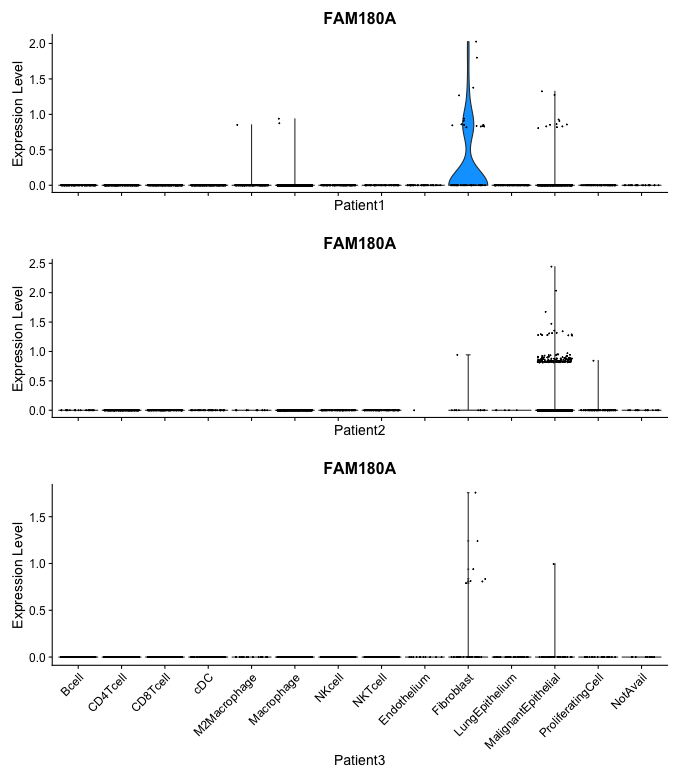 FAM180A
Expression Level
2.0
1.5
1.0
0.5
0.0
Patient1
FAM180A
Expression Level
2.5
2.0
1.5
1.0
0.5
0.0
Patient2
FAM180A
Expression Level
1.5
1.0
0.5
0.0
Bcell
CD4Tcell
CD8Tcell
cDC
M2Macrophage
Macrophage
NKcell
NKTcell
Endothelium
Fibroblast
LungEpithelium
MalignantEpithelial
ProliferatingCell
NotAvail
Patient3